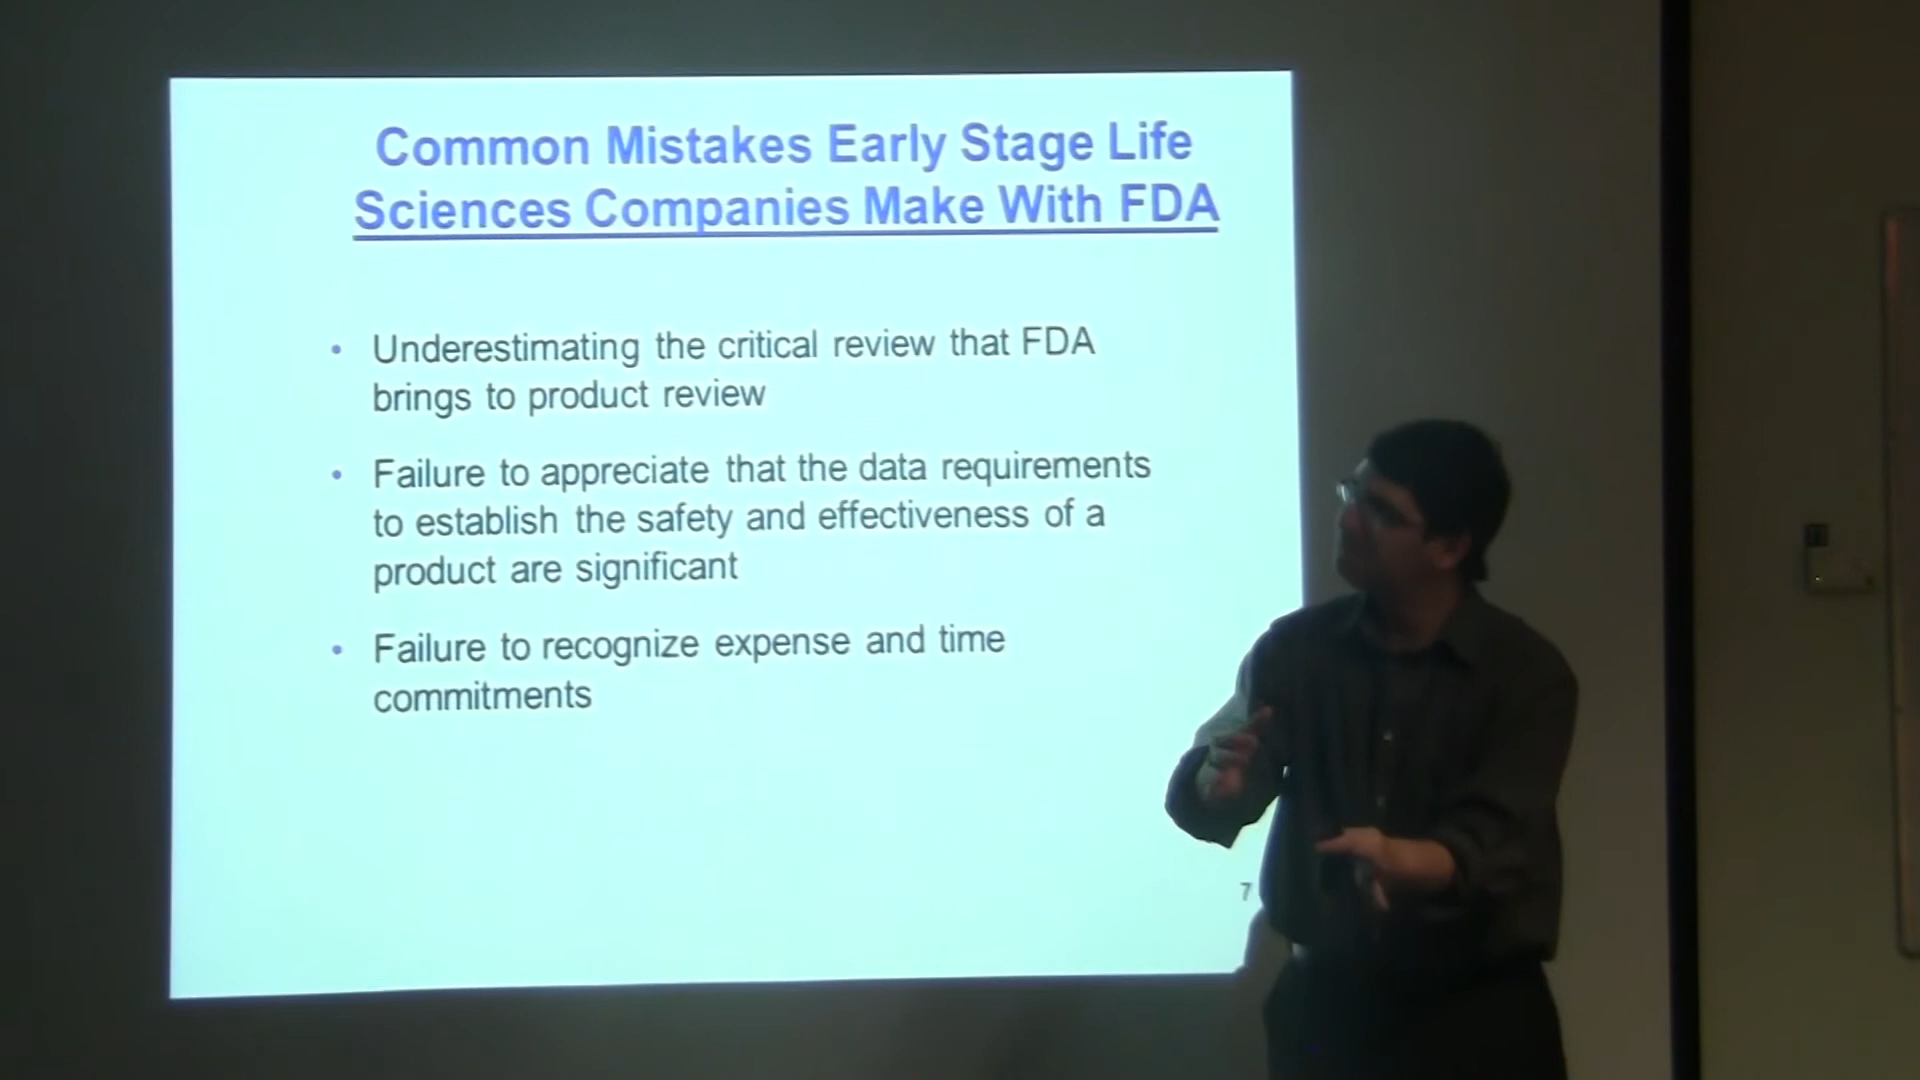 Common Mistakes Early Stage Life
Sciences Companies Make With FDA
• Underestimating the critical review that FDA
brings to product review
• Failure to appreciate that the data requirements
to establish the safety and effectiveness of a
product are significant
• Failure to recognize expense and time
commitments
7